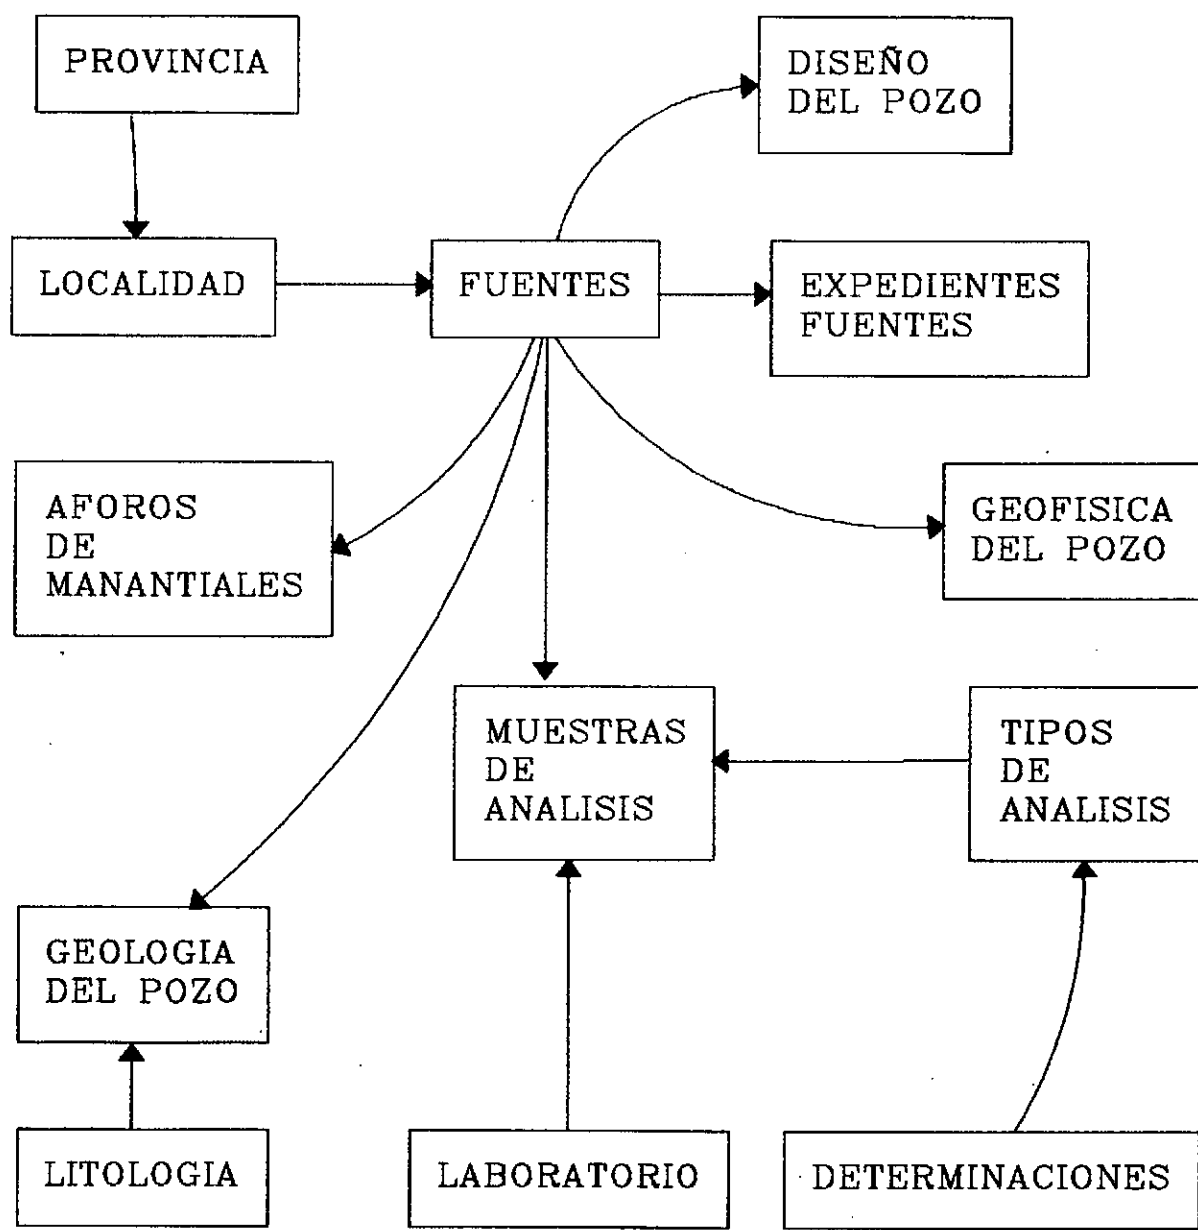 PROVINCIA
DISEÑO
DEL POZO
LOCALIDAD
FUENTES
EXPEDIENTES
FUENTES
AFOROS
DE
MANANTIALES
GEOFISICA
DEL POZO
MUESTRAS
DE
ANALISIS
TIPOS
DE
ANALISIS
GEOLOGIA
DEL POZO
LITOLOGIA
LABORATORIO
DETERMINACIONES